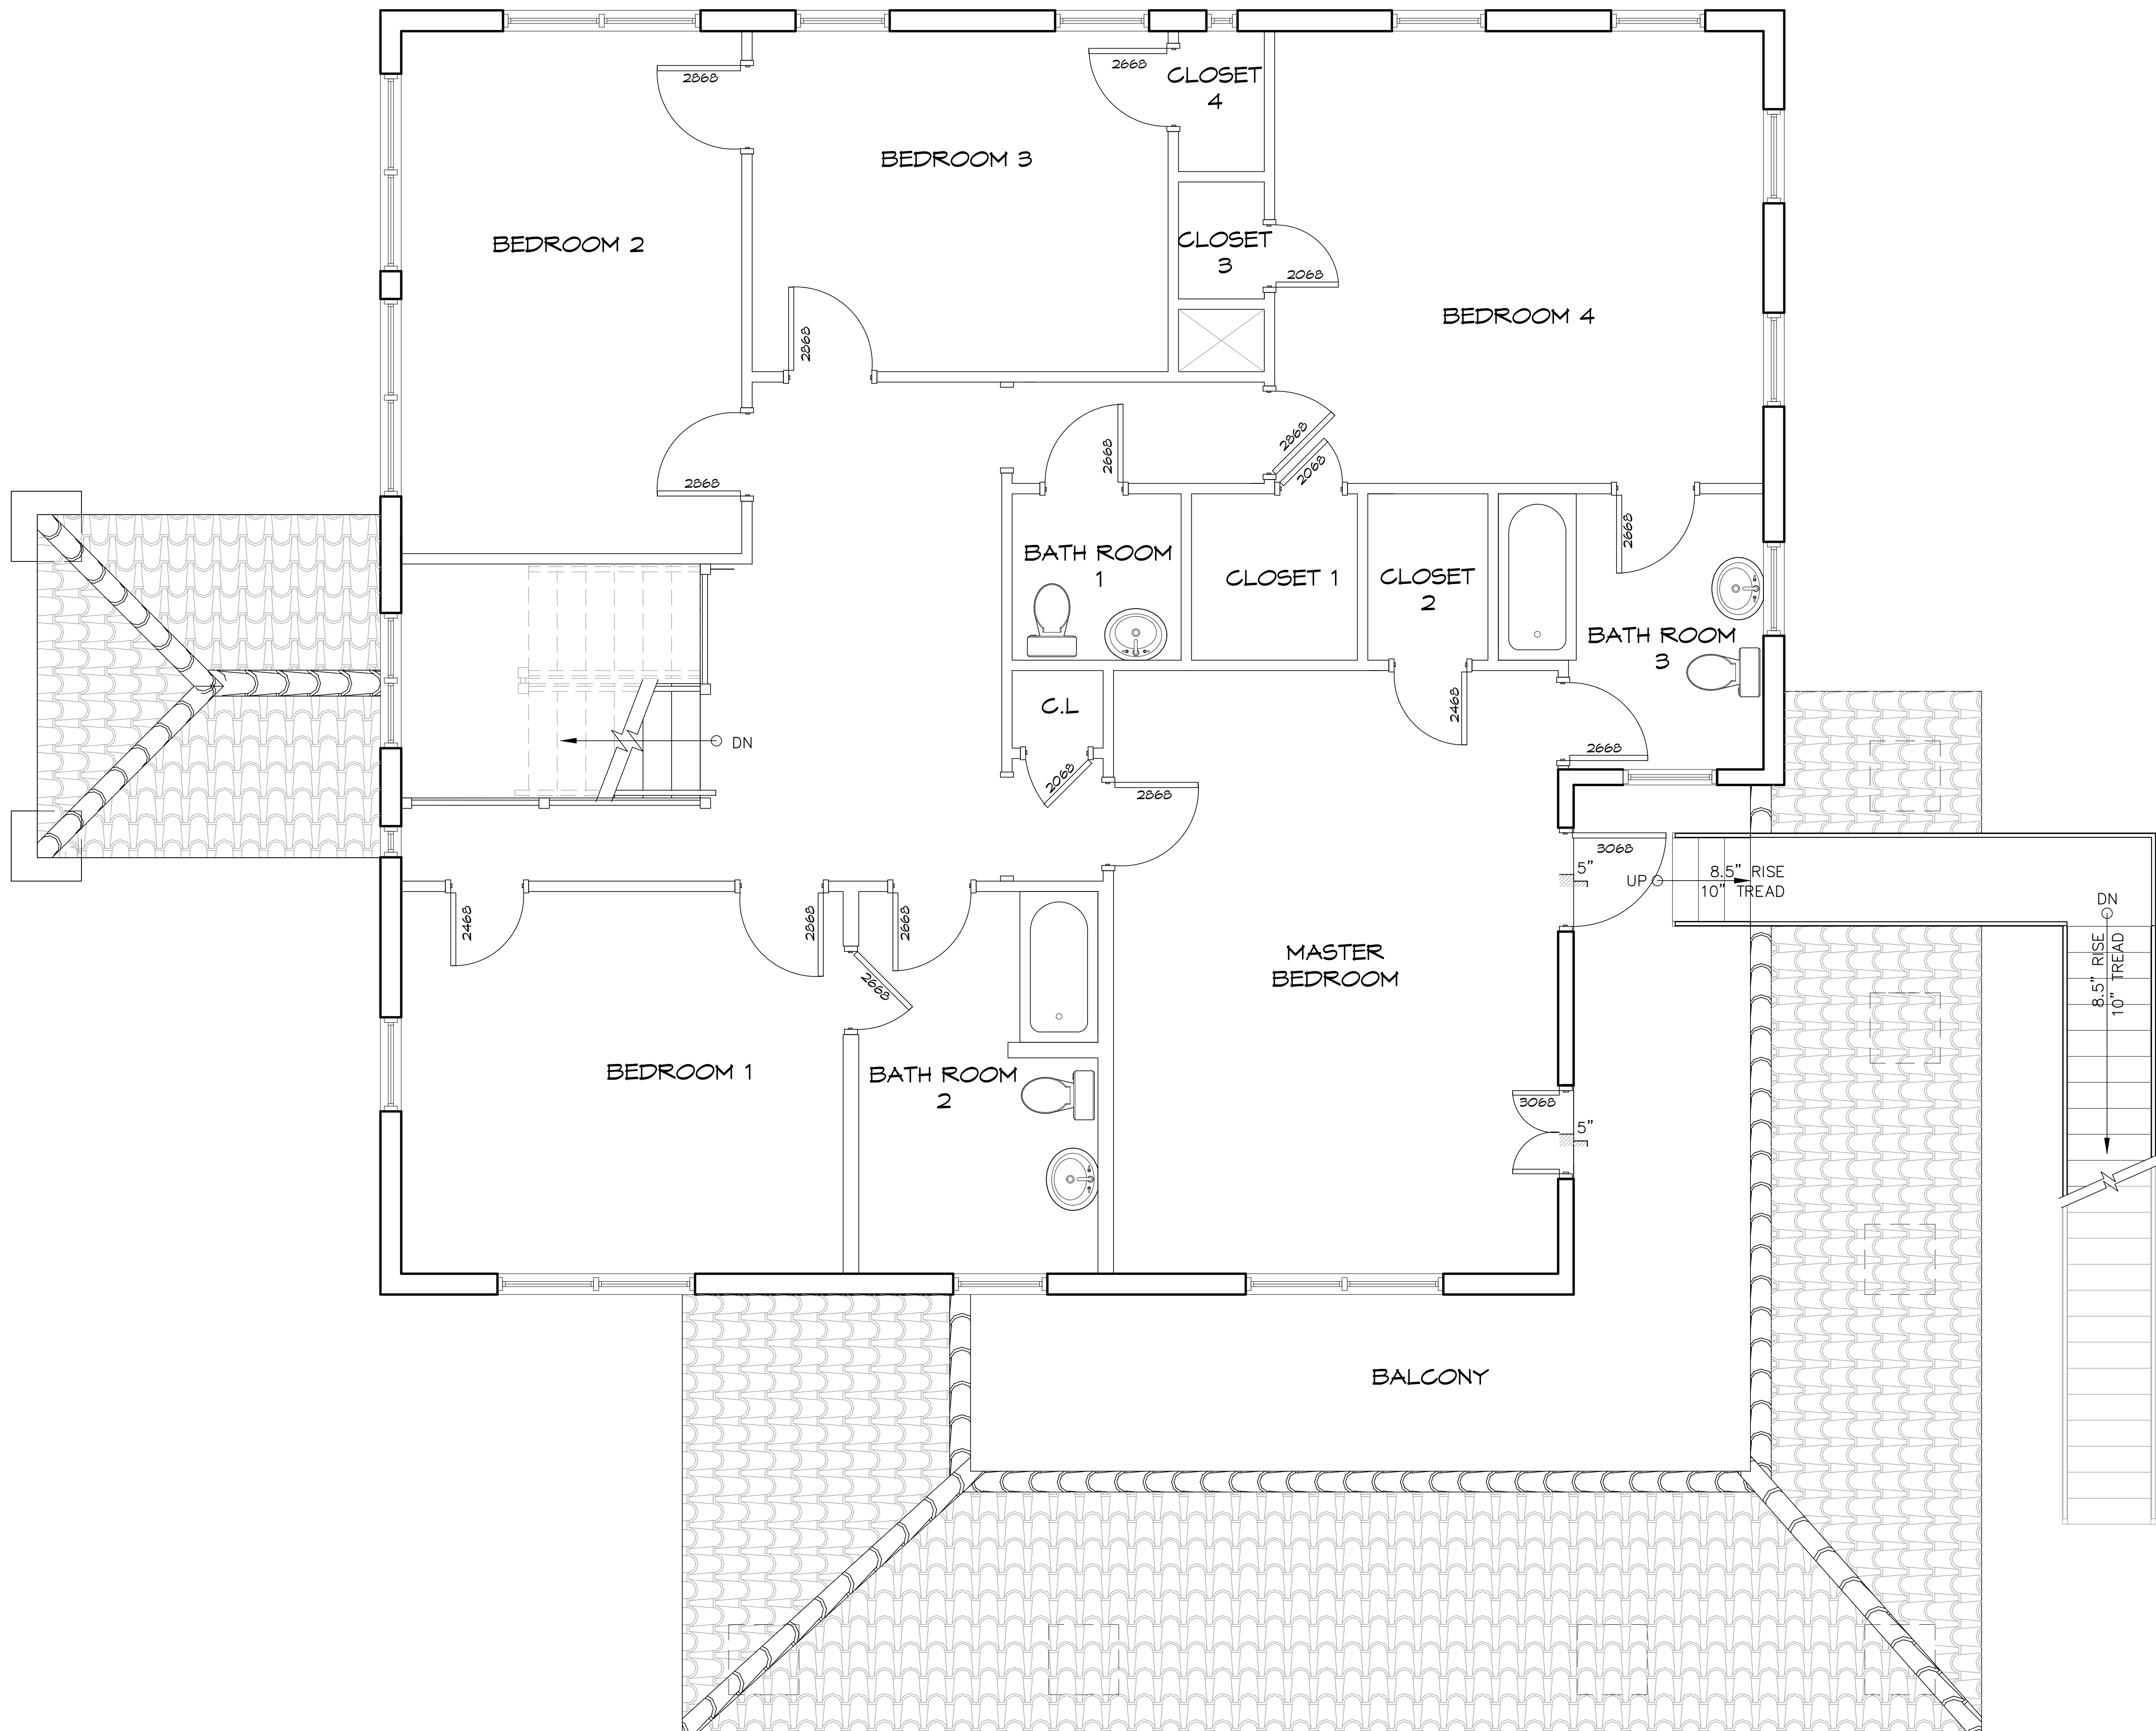 2868
2668
CLOSET
4
BEDROOM 3
BEDROOM 2
CLOSET
3
2068
BEDROOM 4
2868
2868
2068
2668
2868
2668
BATH ROOM
1
CLOSET 1
CLOSET
2
BATH ROOM
3
C.L
2468
DN
2668
2068
2868
3068
5"
UP
8.5" RISE
10" TREAD
DN
8.5" RISE
10" TREAD
2468
2868
2668
2668
MASTER
BEDROOM
BEDROOM 1
BATH ROOM
2
3068
5"
BALCONY